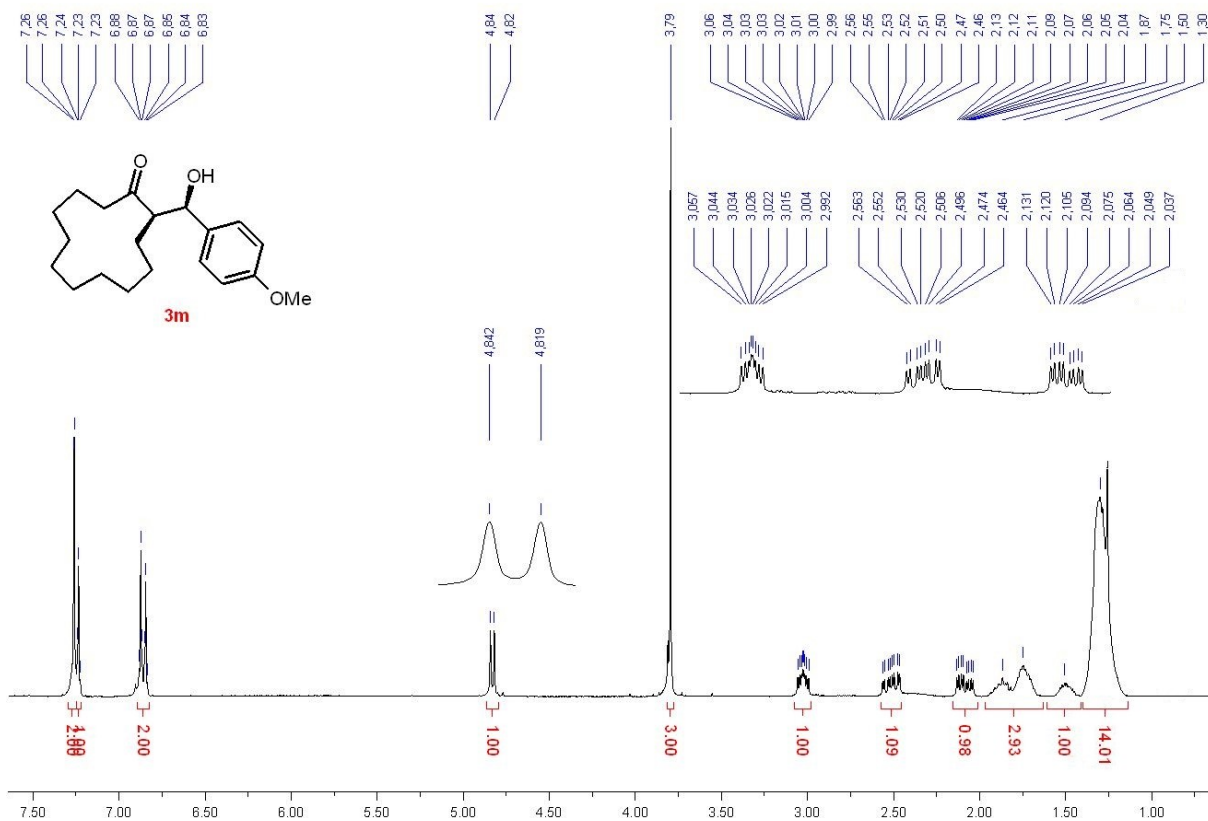 7,26 7,26 7,24 7,23 7,23 6,88 6,87 6,87 6,85 6,84 6,83 4,84 4,82 3,79 3,06 3,04 3,03 3,03 3,02 3,01 3,00 2,99 2,56 2,55 2,53 2,52 2,51 2,50 2,47 2,46 2,13 2,12 2,11 2,09 2,07 2,06 2,05 2,04 1,87 1,75 1,50 1,30
O
OH
OMe
3m
3,057 3,044 3,034 3,026 3,022 3,015 3,004 2,992 2,563 2,552 2,530 2,520 2,506 2,496 2,474 2,464 2,131 2,120 2,105 2,094 2,075 2,064 2,049 2,037
4,842 4,819
2.00 1.00 3.00 1.00 1.09 0.98 2.93 1.00 14.01
7.50 7.00 6.50 6.00 5.50 5.00 4.50 4.00 3.50 3.00 2.50 2.00 1.50 1.00